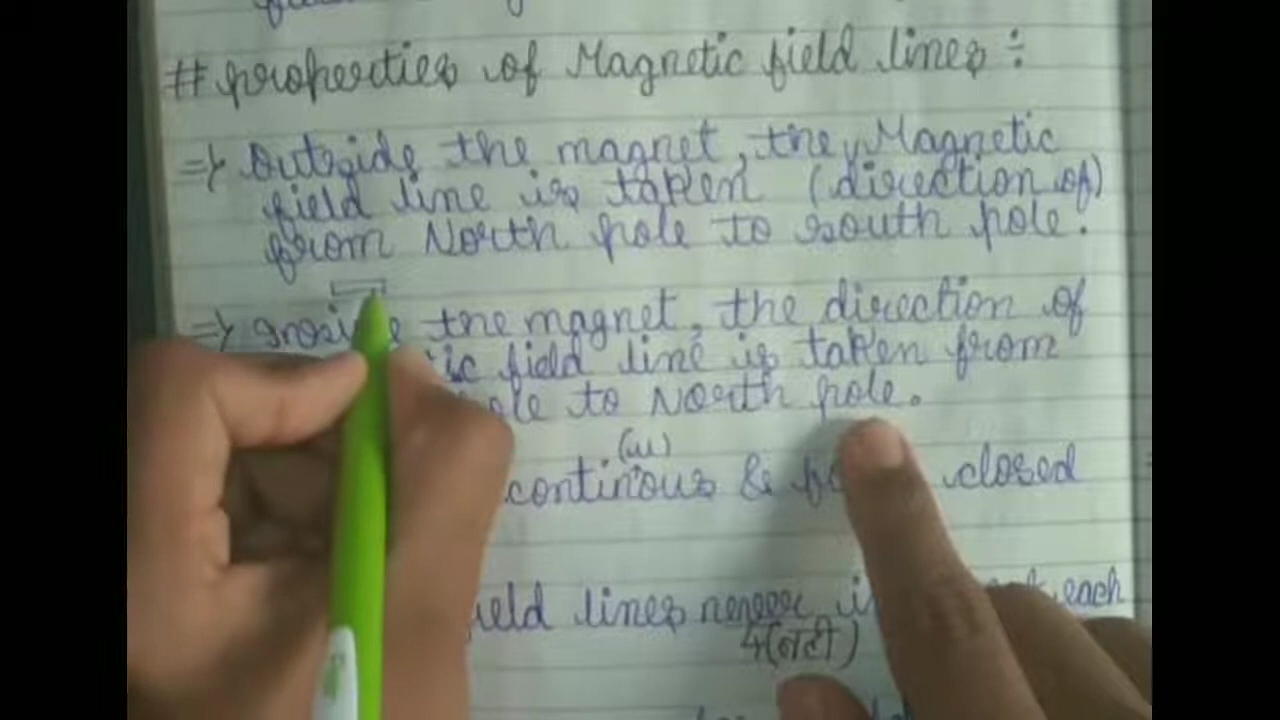 # properties of Magnetic field lines :
=> outside the magnet, the Magnetic
field line is taken (direction of)
from North pole to south pole.
=> inside the magnet, the direction of
field line is taken from
to North pole.
(u)
continous & closed
field lines never each
(नहीं)